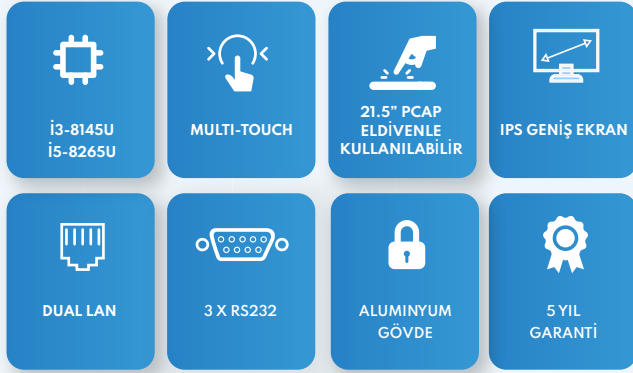 İ3-8145U
İ5-8265U
MULTI-TOUCH
21.5” PCAP
ELDİVENLE
KULLANILABİLİR
IPS GENİŞ EKRAN
DUAL LAN
3 X RS232
ALUMINYUM
GÖVDE
5 YIL
GARANTİ